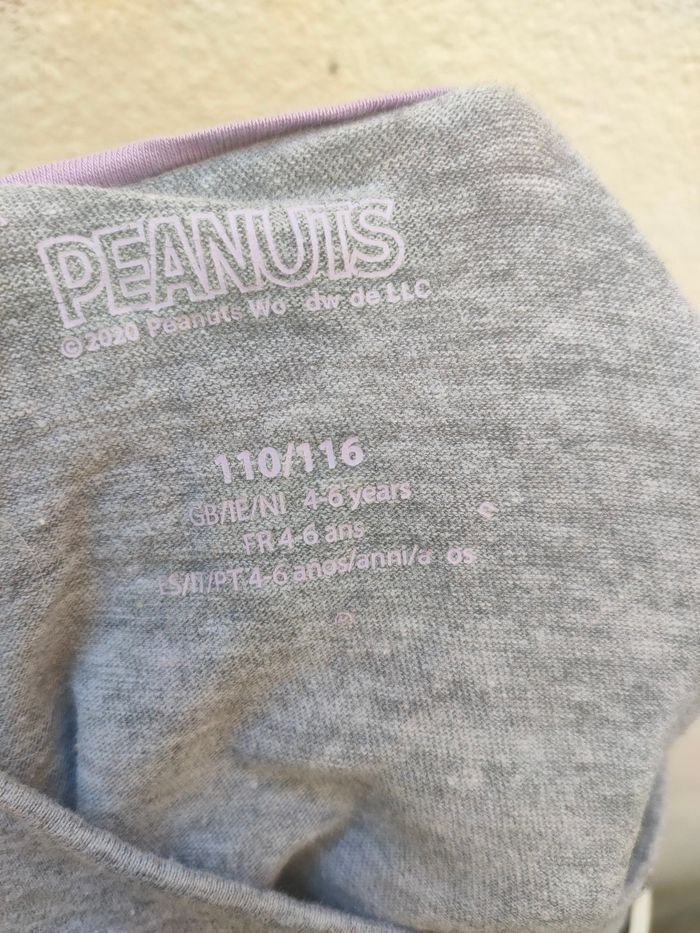 PEANUTS
©2020 Peanuts Wo dw de LLC
110/116
GB/IE/NI 4-6 years
FR 4-6 ans
ES/IT/PT 4-6 años/anni/a os